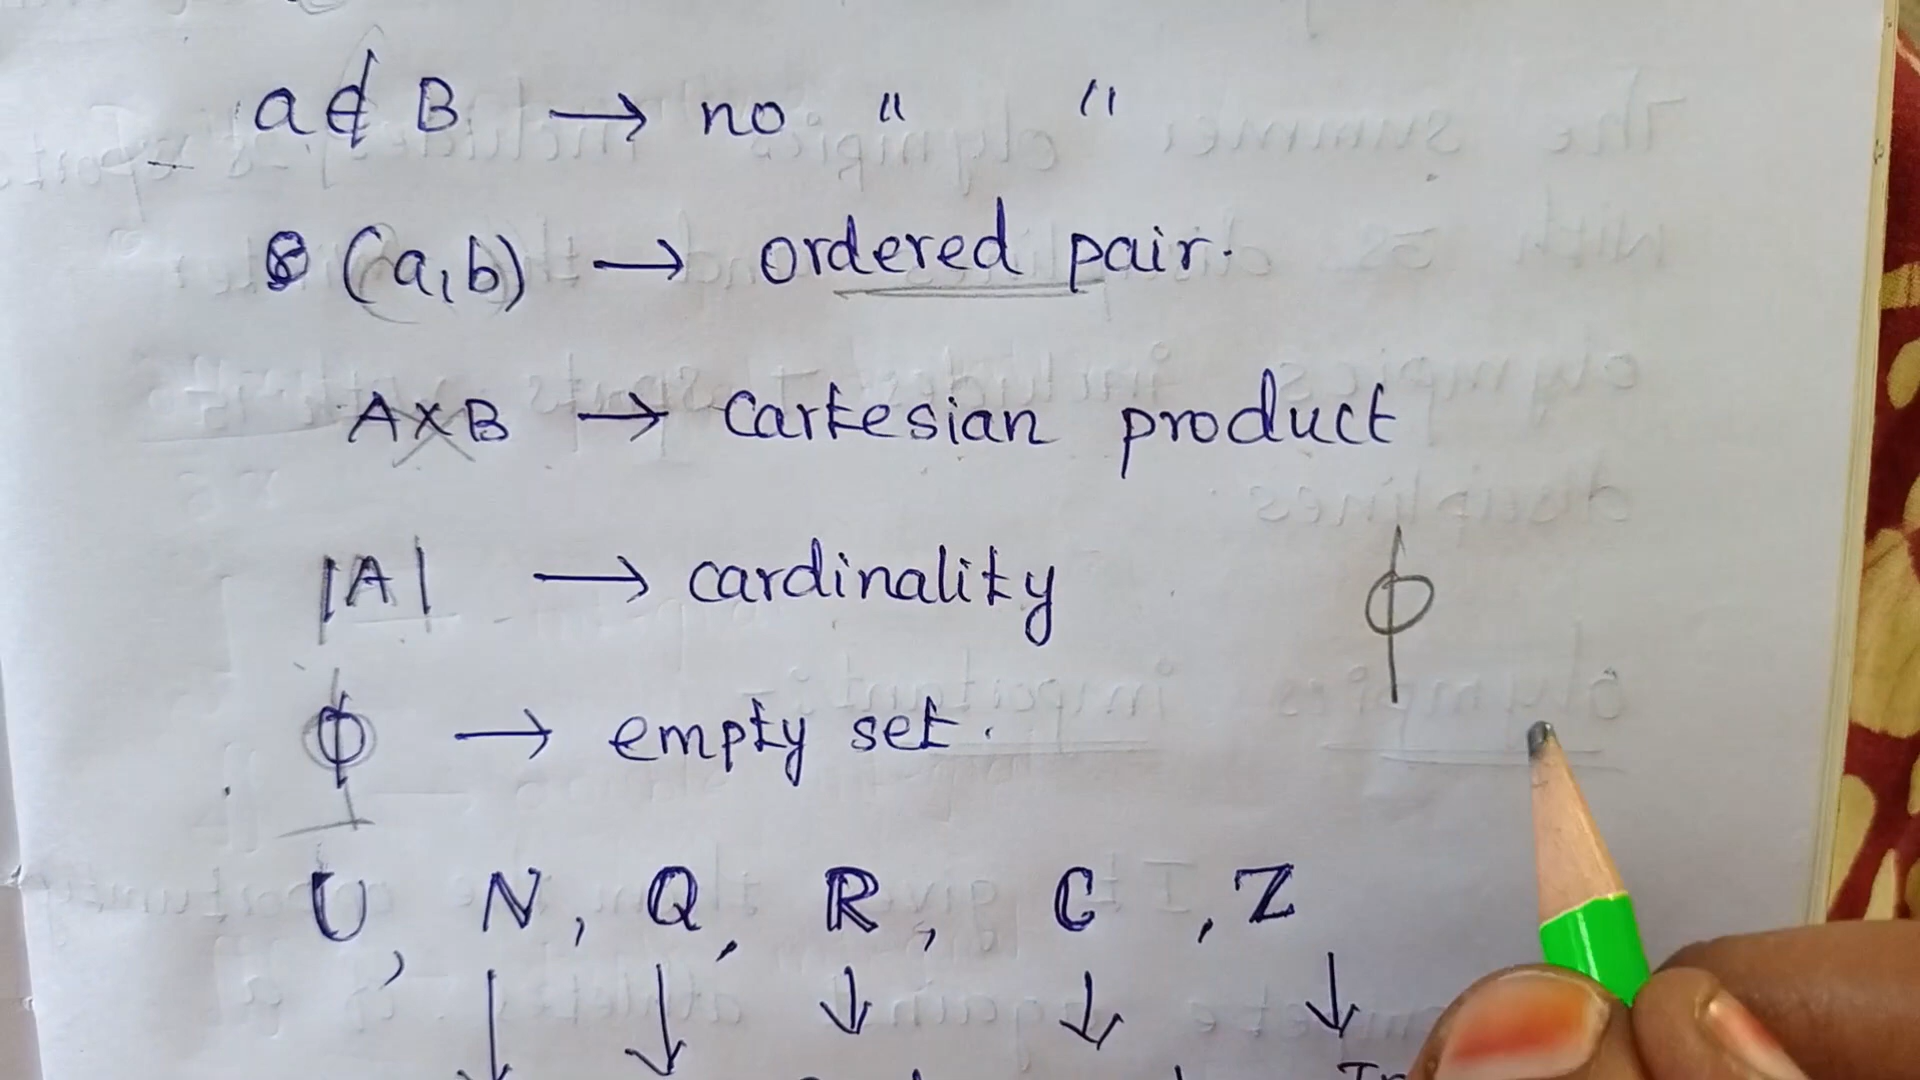 a ∉ B → no " "
(a, b) → ordered pair.
A×B → Cartesian product
|A| → cardinality
ϕ
ϕ → empty set.
U, N, Q, R, C, Z
↓ ↓ ↓ ↓ ↓